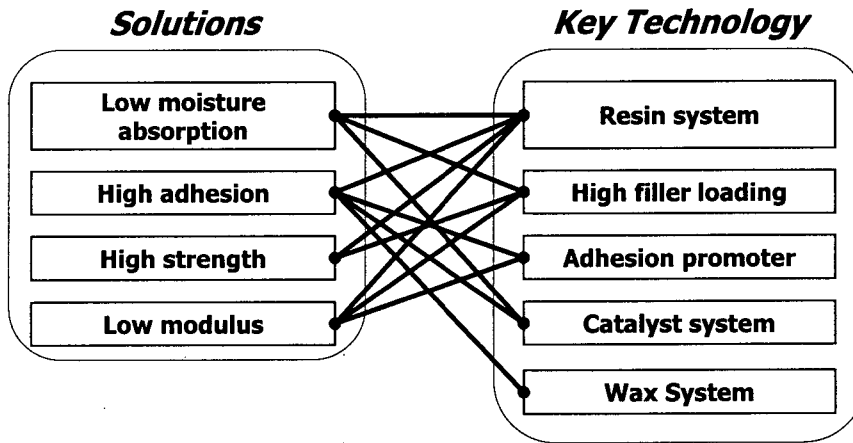 Solutions
Key Technology
Low moisture
absorption
High adhesion
High strength
Low modulus
Resin system
High filler loading
Adhesion promoter
Catalyst system
Wax System